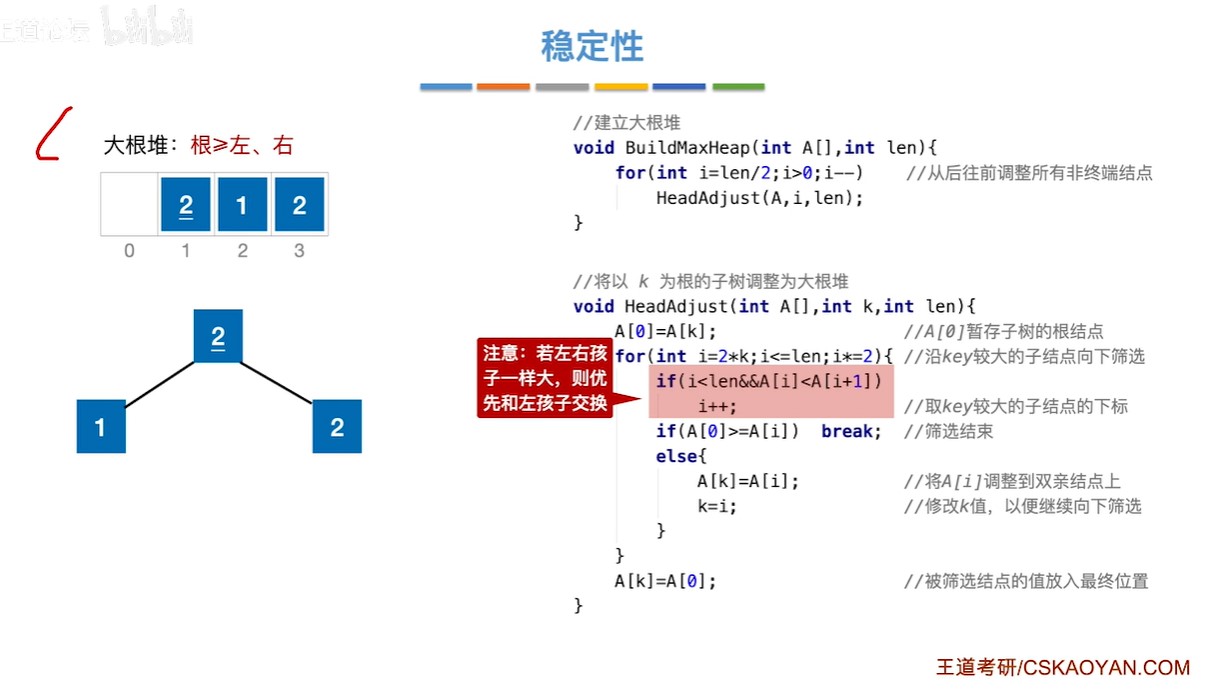 王道论坛 bilibili
稳定性
大根堆：根≥左、右
2 1 2
0 1 2 3
2
1 2
//建立大根堆
void BuildMaxHeap(int A[],int len){
for(int i=len/2;i>0;i--) //从后往前调整所有非终端结点
HeadAdjust(A,i,len);
}
//将以 k 为根的子树调整为大根堆
void HeadAdjust(int A[],int k,int len){
A[0]=A[k]; //A[0]暂存子树的根结点
for(int i=2*k;i<=len;i*=2){ //沿key较大的子结点向下筛选
if(i<len&&A[i]<A[i+1])
i++; //取key较大的子结点的下标
if(A[0]>=A[i]) break; //筛选结束
else{
A[k]=A[i]; //将A[i]调整到双亲结点上
k=i; //修改k值，以便继续向下筛选
}
}
A[k]=A[0]; //被筛选结点的值放入最终位置
}
注意：若左右孩
子一样大，则优
先和左孩子交换
王道考研/CSKAOYAN.COM